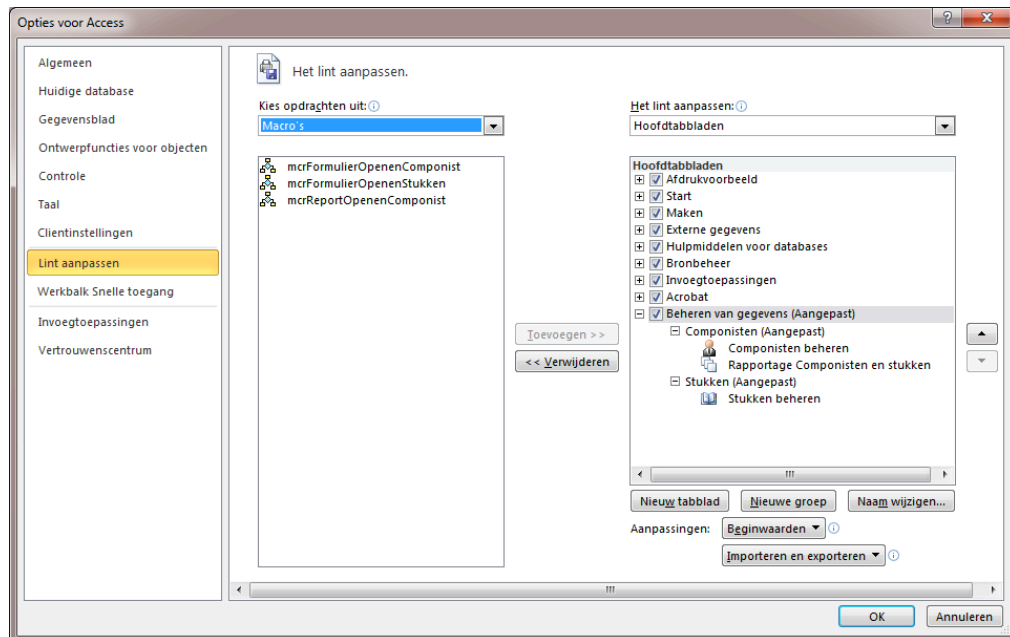 Opties voor Access
Algemeen
Huidige database
Gegevensblad
Ontwerpfuncties voor objecten
Controle
Taal
Clientinstellingen
Lint aanpassen
Werkbalk Snelle toegang
Invoegtoepassingen
Vertrouwenscentrum
Het lint aanpassen.
Kies opdrachten uit:
Macro's
mcrFormulierOpenenComponist
mcrFormulierOpenenStukken
mcrReportOpenenComponist
Toevoegen >>
<< Verwijderen
Het lint aanpassen:
Hoofdtabbladen
Hoofdtabbladen
Afdrukvoorbeeld
Start
Maken
Externe gegevens
Hulpmiddelen voor databases
Bronbeheer
Invoegtoepassingen
Acrobat
Beheren van gegevens (Aangepast)
Componisten (Aangepast)
Componisten beheren
Rapportage Componisten en stukken
Stukken (Aangepast)
Stukken beheren
Nieuw tabblad
Nieuwe groep
Naam wijzigen...
Aanpassingen:
Beginwaarden
Importeren en exporteren
OK
Annuleren